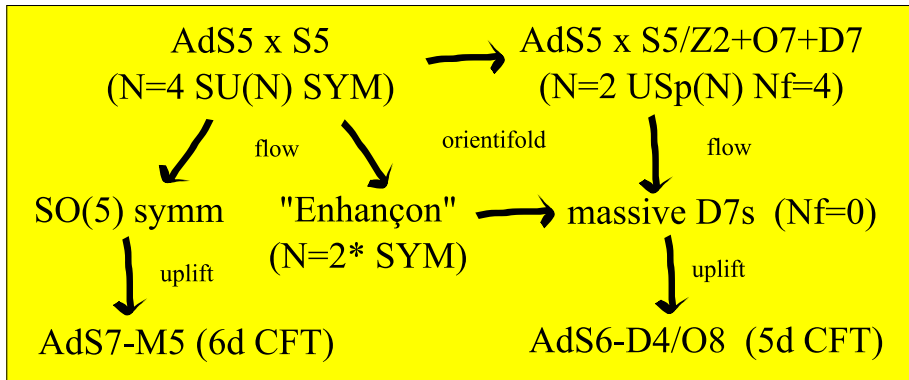 AdS5 x S5
(N=4 SU(N) SYM)
AdS5 x S5/Z2+O7+D7
(N=2 USp(N) Nf=4)
flow
orientifold
flow
SO(5) symm
"Enhançon"
(N=2* SYM)
massive D7s (Nf=0)
uplift
uplift
AdS7-M5 (6d CFT)
AdS6-D4/O8 (5d CFT)